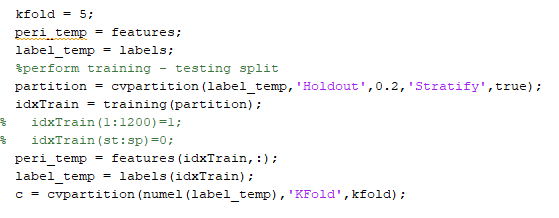 kfold = 5;
peri_temp = features;
label_temp = labels;
%perform training - testing split
partition = cvpartition(label_temp,'Holdout',0.2,'Stratify',true);
idxTrain = training(partition);
%   idxTrain(1:1200)=1;
%   idxTrain(st:sp)=0;
peri_temp = features(idxTrain,:);
label_temp = labels(idxTrain);
c = cvpartition(numel(label_temp),'KFold',kfold);